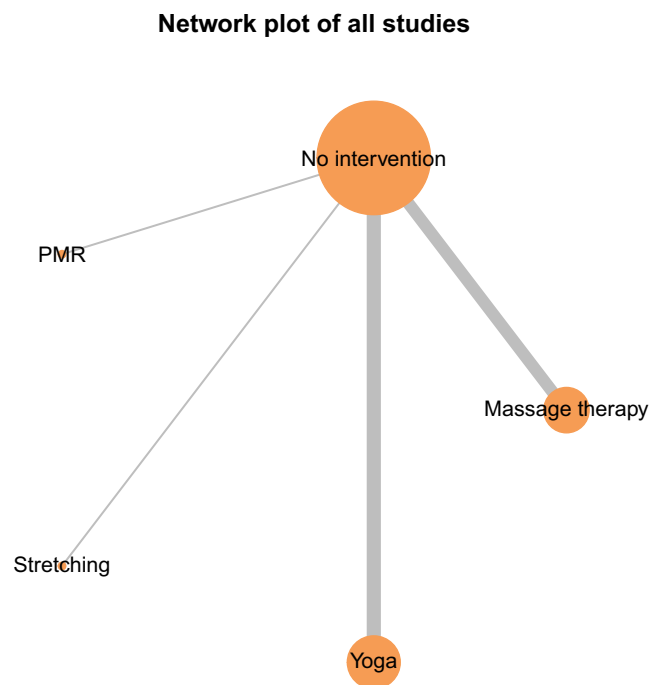 Network plot of all studies
No intervention
PMR
Massage therapy
Stretching
Yoga